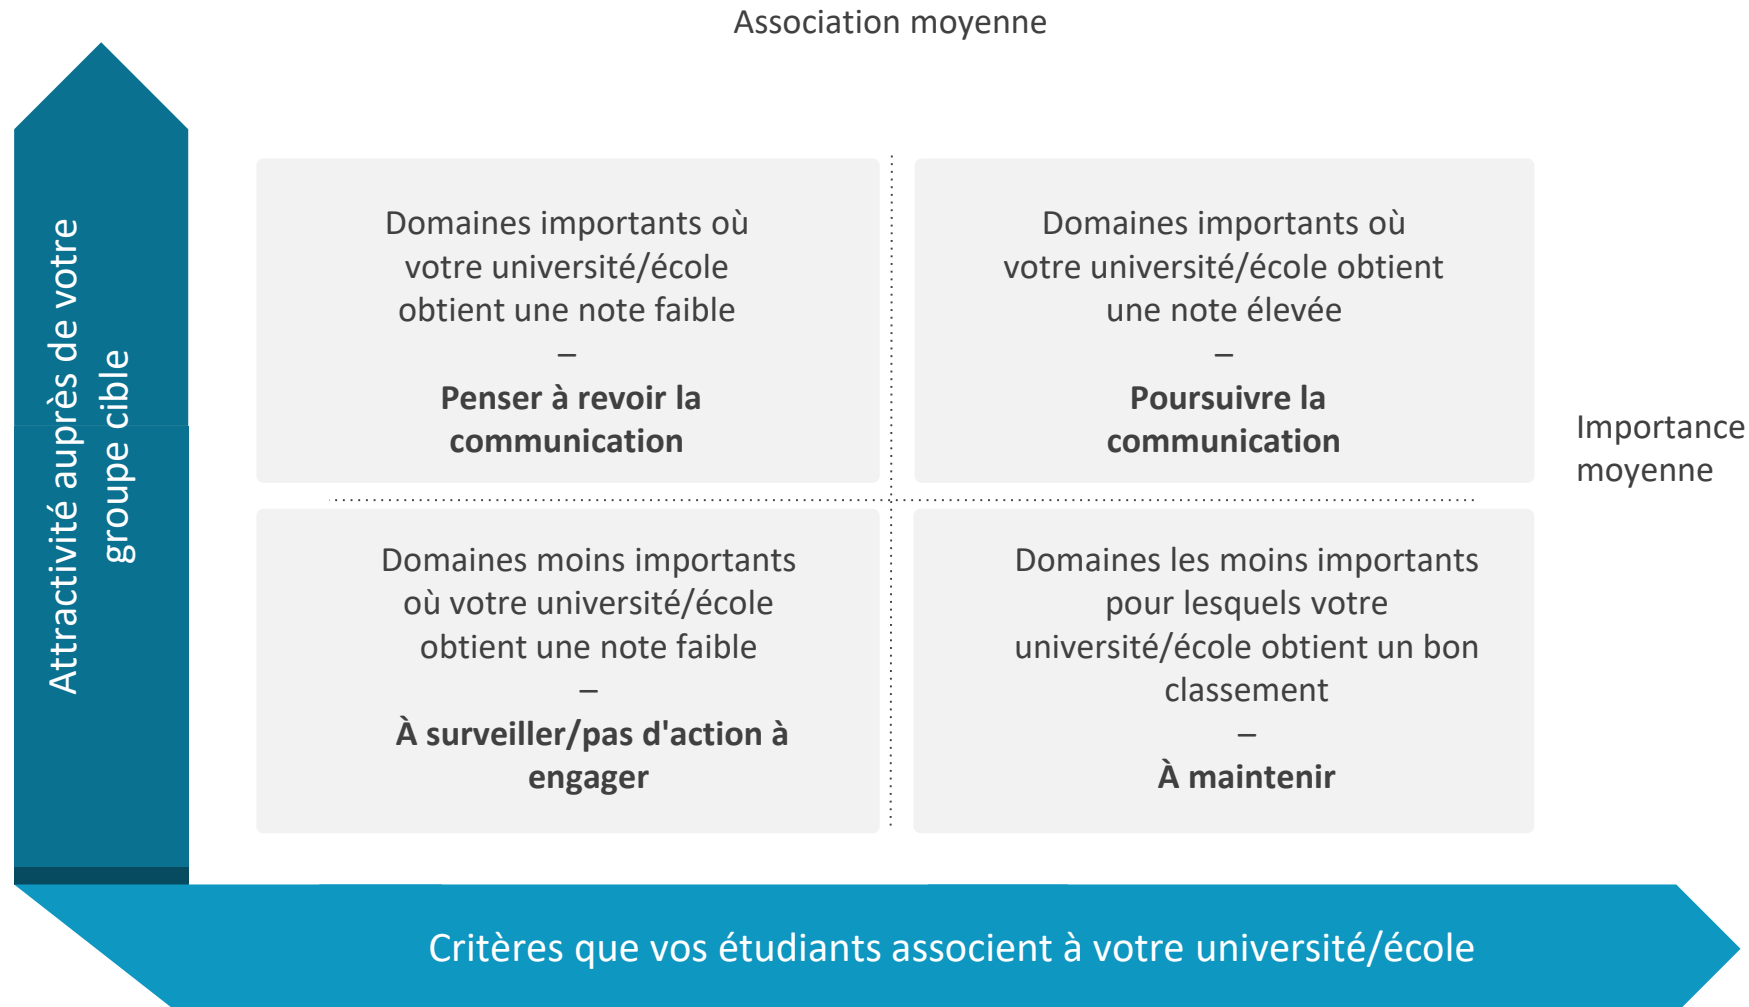 Association moyenne
Attractivité auprès de votre
groupe cible
Domaines importants où
votre université/école
obtient une note faible
–
Penser à revoir la
communication
Domaines importants où
votre université/école obtient
une note élevée
–
Poursuivre la
communication
Importance
moyenne
Domaines moins importants
où votre université/école
obtient une note faible
–
À surveiller/pas d'action à
engager
Domaines les moins importants
pour lesquels votre
université/école obtient un bon
classement
–
À maintenir
Critères que vos étudiants associent à votre université/école